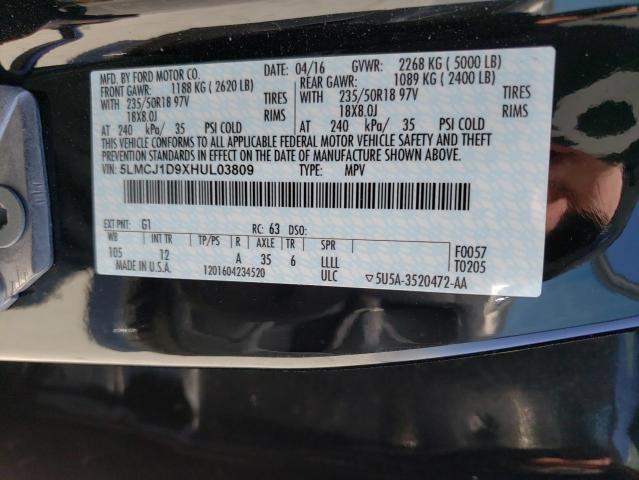 MFD. BY FORD MOTOR CO. DATE: 04/16 GVWR: 2268 KG ( 5000 LB)
FRONT GAWR: 1188 KG ( 2620 LB) REAR GAWR: 1089 KG ( 2400 LB)
WITH 235/50R18 97V TIRES WITH 235/50R18 97V TIRES
18X8.0J RIMS 18X8.0J RIMS
AT 240 kPa/ 35 PSI COLD AT 240 kPa/ 35 PSI COLD
THIS VEHICLE CONFORMS TO ALL APPLICABLE FEDERAL MOTOR VEHICLE SAFETY AND THEFT
PREVENTION STANDARDS IN EFFECT ON THE DATE OF MANUFACTURE SHOWN ABOVE.
VIN: 5LMCJ1D9XHUL03809 TYPE: MPV
EXT PNT: G1 RC: 63 DSO: F0057
WB INT TR TP/PS R AXLE TR SPR T0205
105 12 A 35 6 LLLL
MADE IN U.S.A. 1201604234520 ULC ▽5U5A-3520472-AA